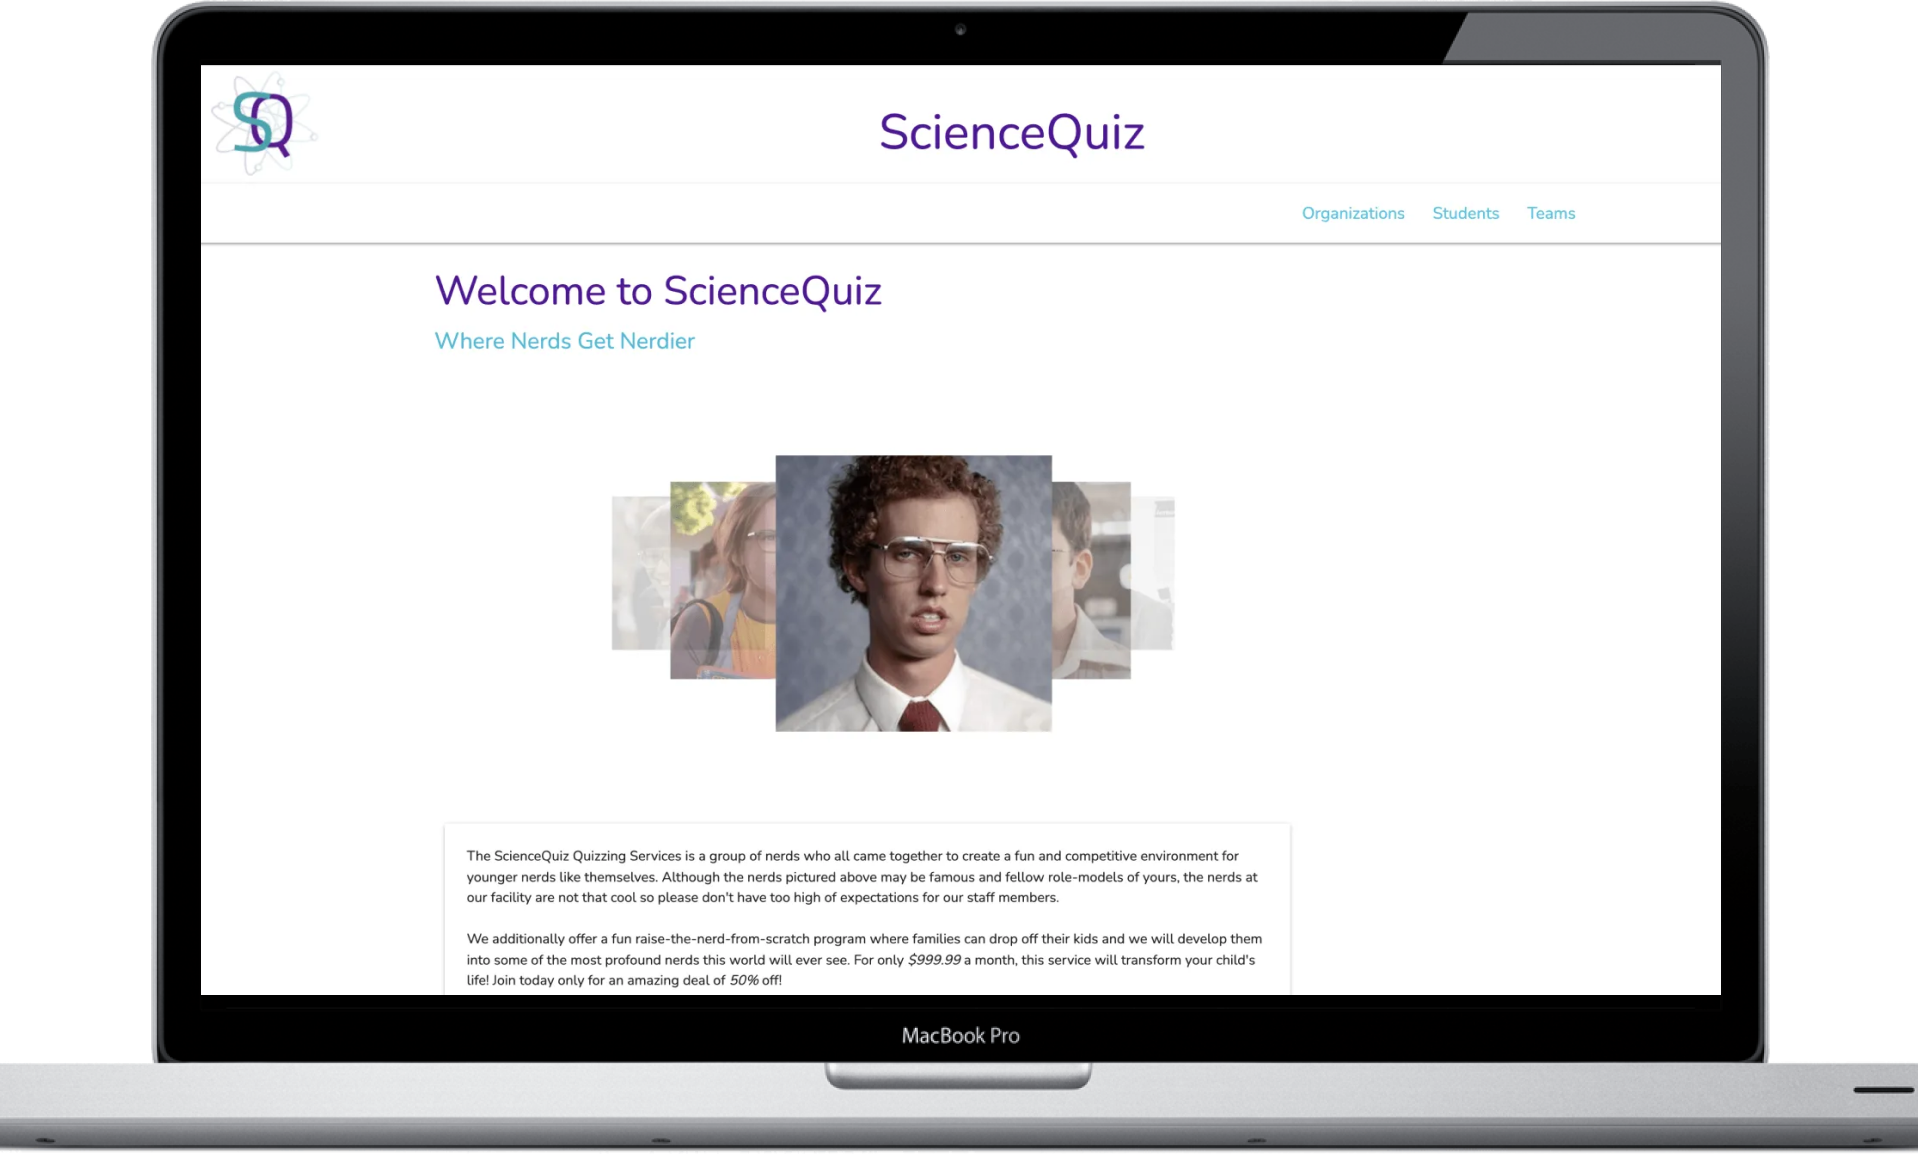 SQ
ScienceQuiz
Organizations Students Teams
Welcome to ScienceQuiz
Where Nerds Get Nerdier
The ScienceQuiz Quizzing Services is a group of nerds who all came together to create a fun and competitive environment for
younger nerds like themselves. Although the nerds pictured above may be famous and fellow role-models of yours, the nerds at
our facility are not that cool so please don't have too high of expectations for our staff members.
We additionally offer a fun raise-the-nerd-from-scratch program where families can drop off their kids and we will develop them
into some of the most profound nerds this world will ever see. For only $999.99 a month, this service will transform your child's
life! Join today only for an amazing deal of 50% off!
MacBook Pro